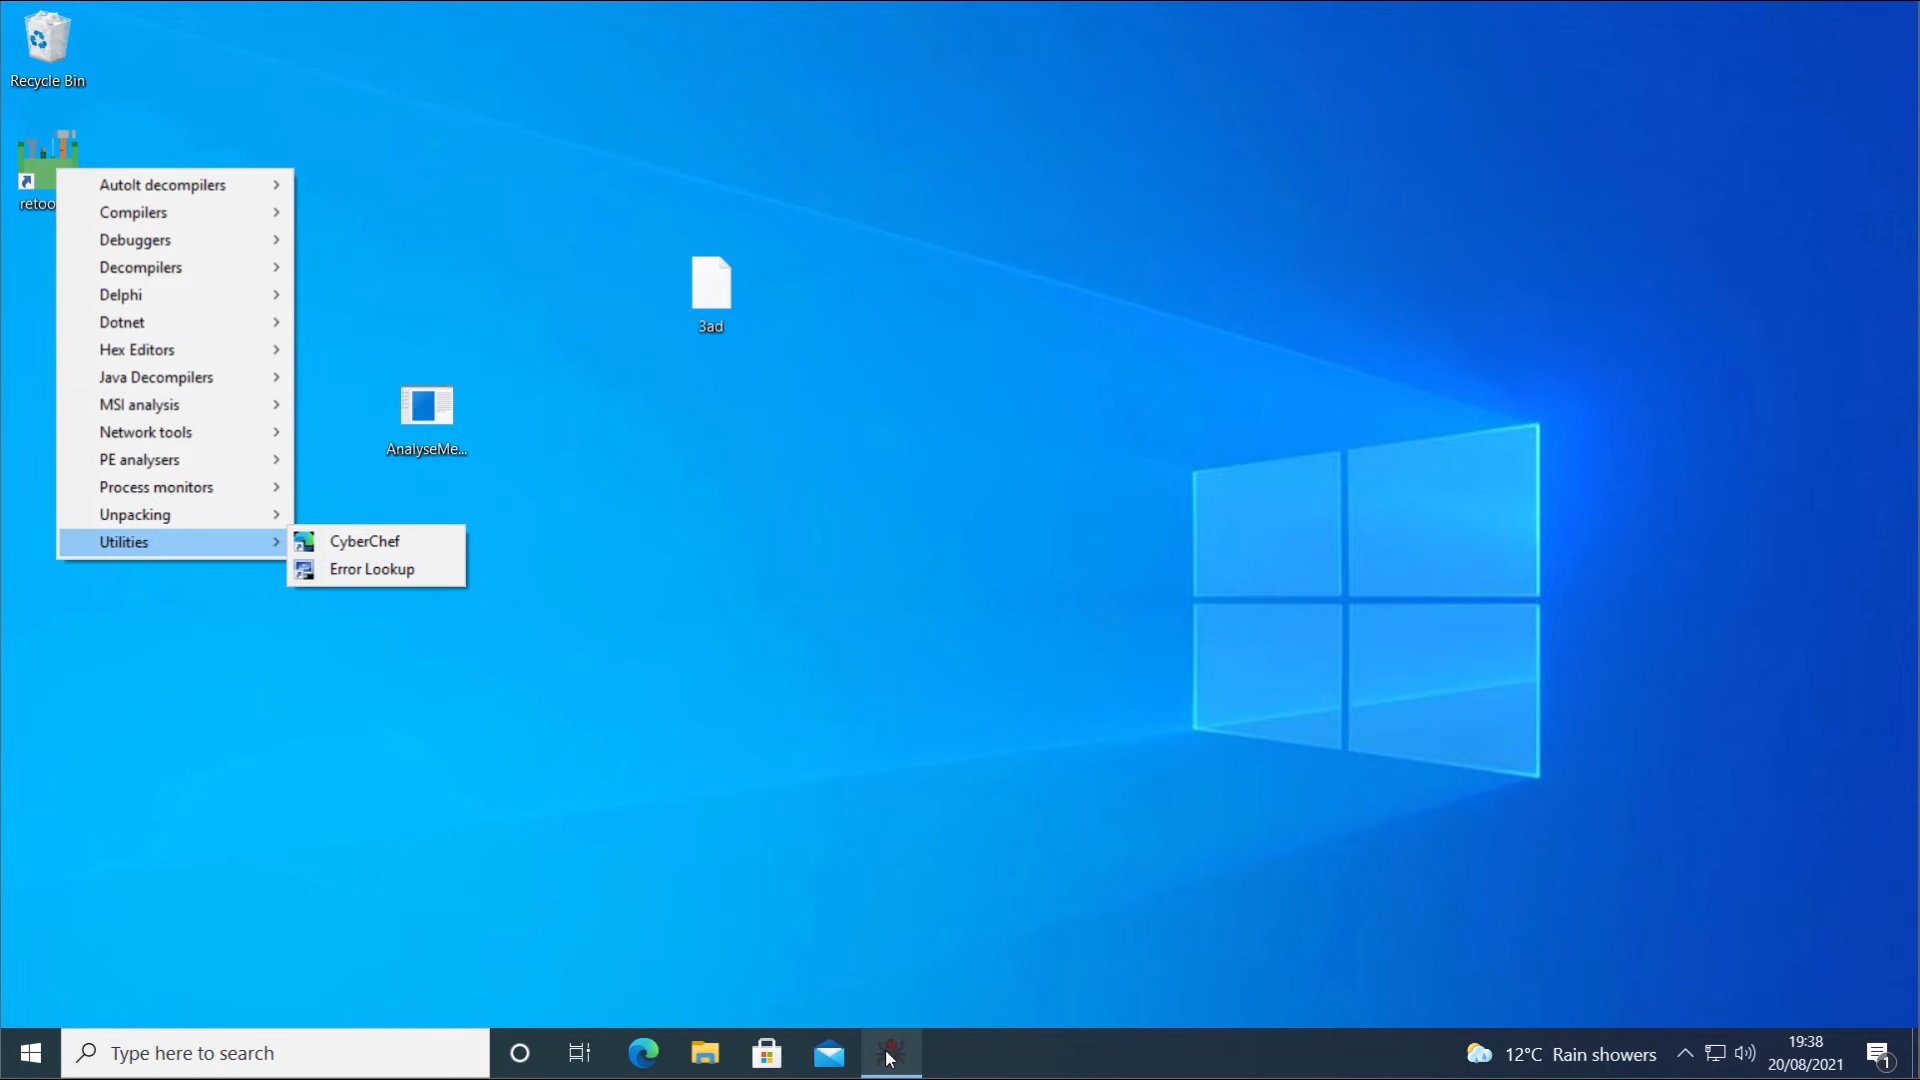 Recycle Bin
retoo
AutoIt decompilers
Compilers
Debuggers
Decompilers
Delphi
Dotnet
Hex Editors
Java Decompilers
MSI analysis
Network tools
PE analysers
Process monitors
Unpacking
Utilities
CyberChef
Error Lookup
3ad
AnalyseMe...
Type here to search
12°C Rain showers
19:38
20/08/2021
1